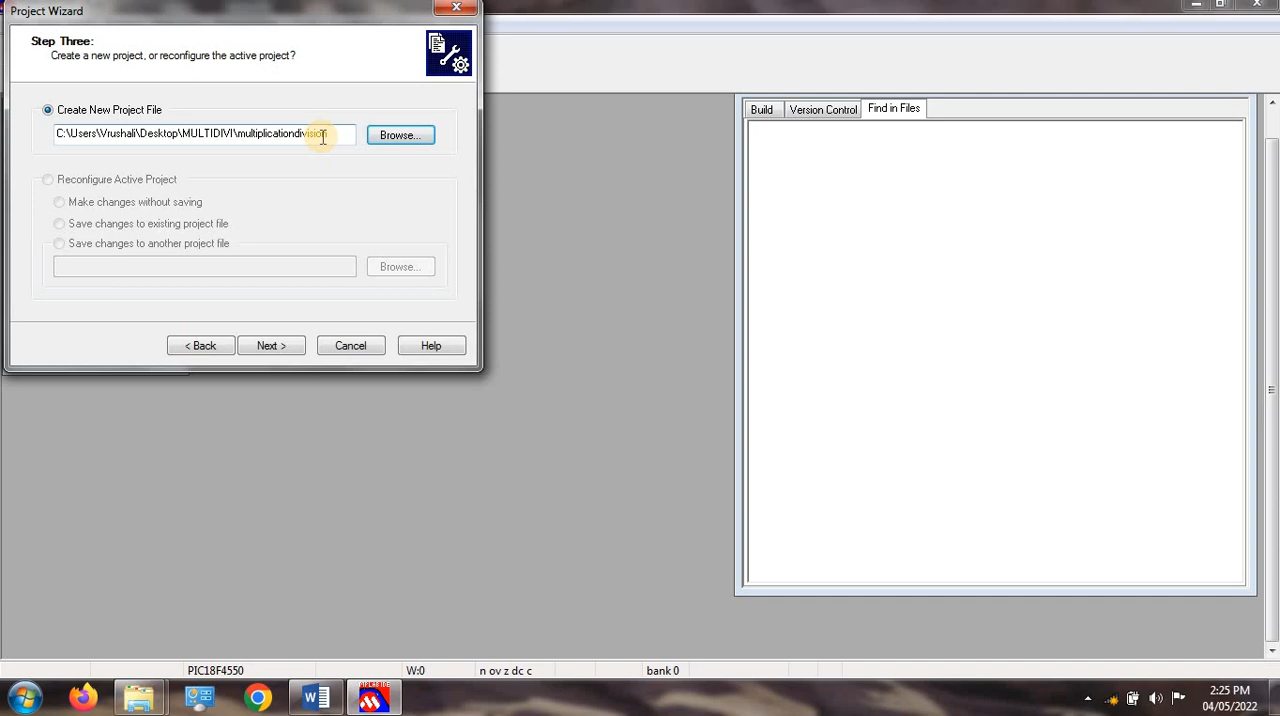 Project Wizard
Step Three:
Create a new project, or reconfigure the active project?
Create New Project File
C:\Users\Vrushali\Desktop\MULTIDIVI\multiplicationdivision
Browse...
Reconfigure Active Project
Make changes without saving
Save changes to existing project file
Save changes to another project file
Browse...
< Back
Next >
Cancel
Help
Build
Version Control
Find in Files
PIC18F4550
W:0
n ov z dc c
bank 0
2:25 PM
04/05/2022